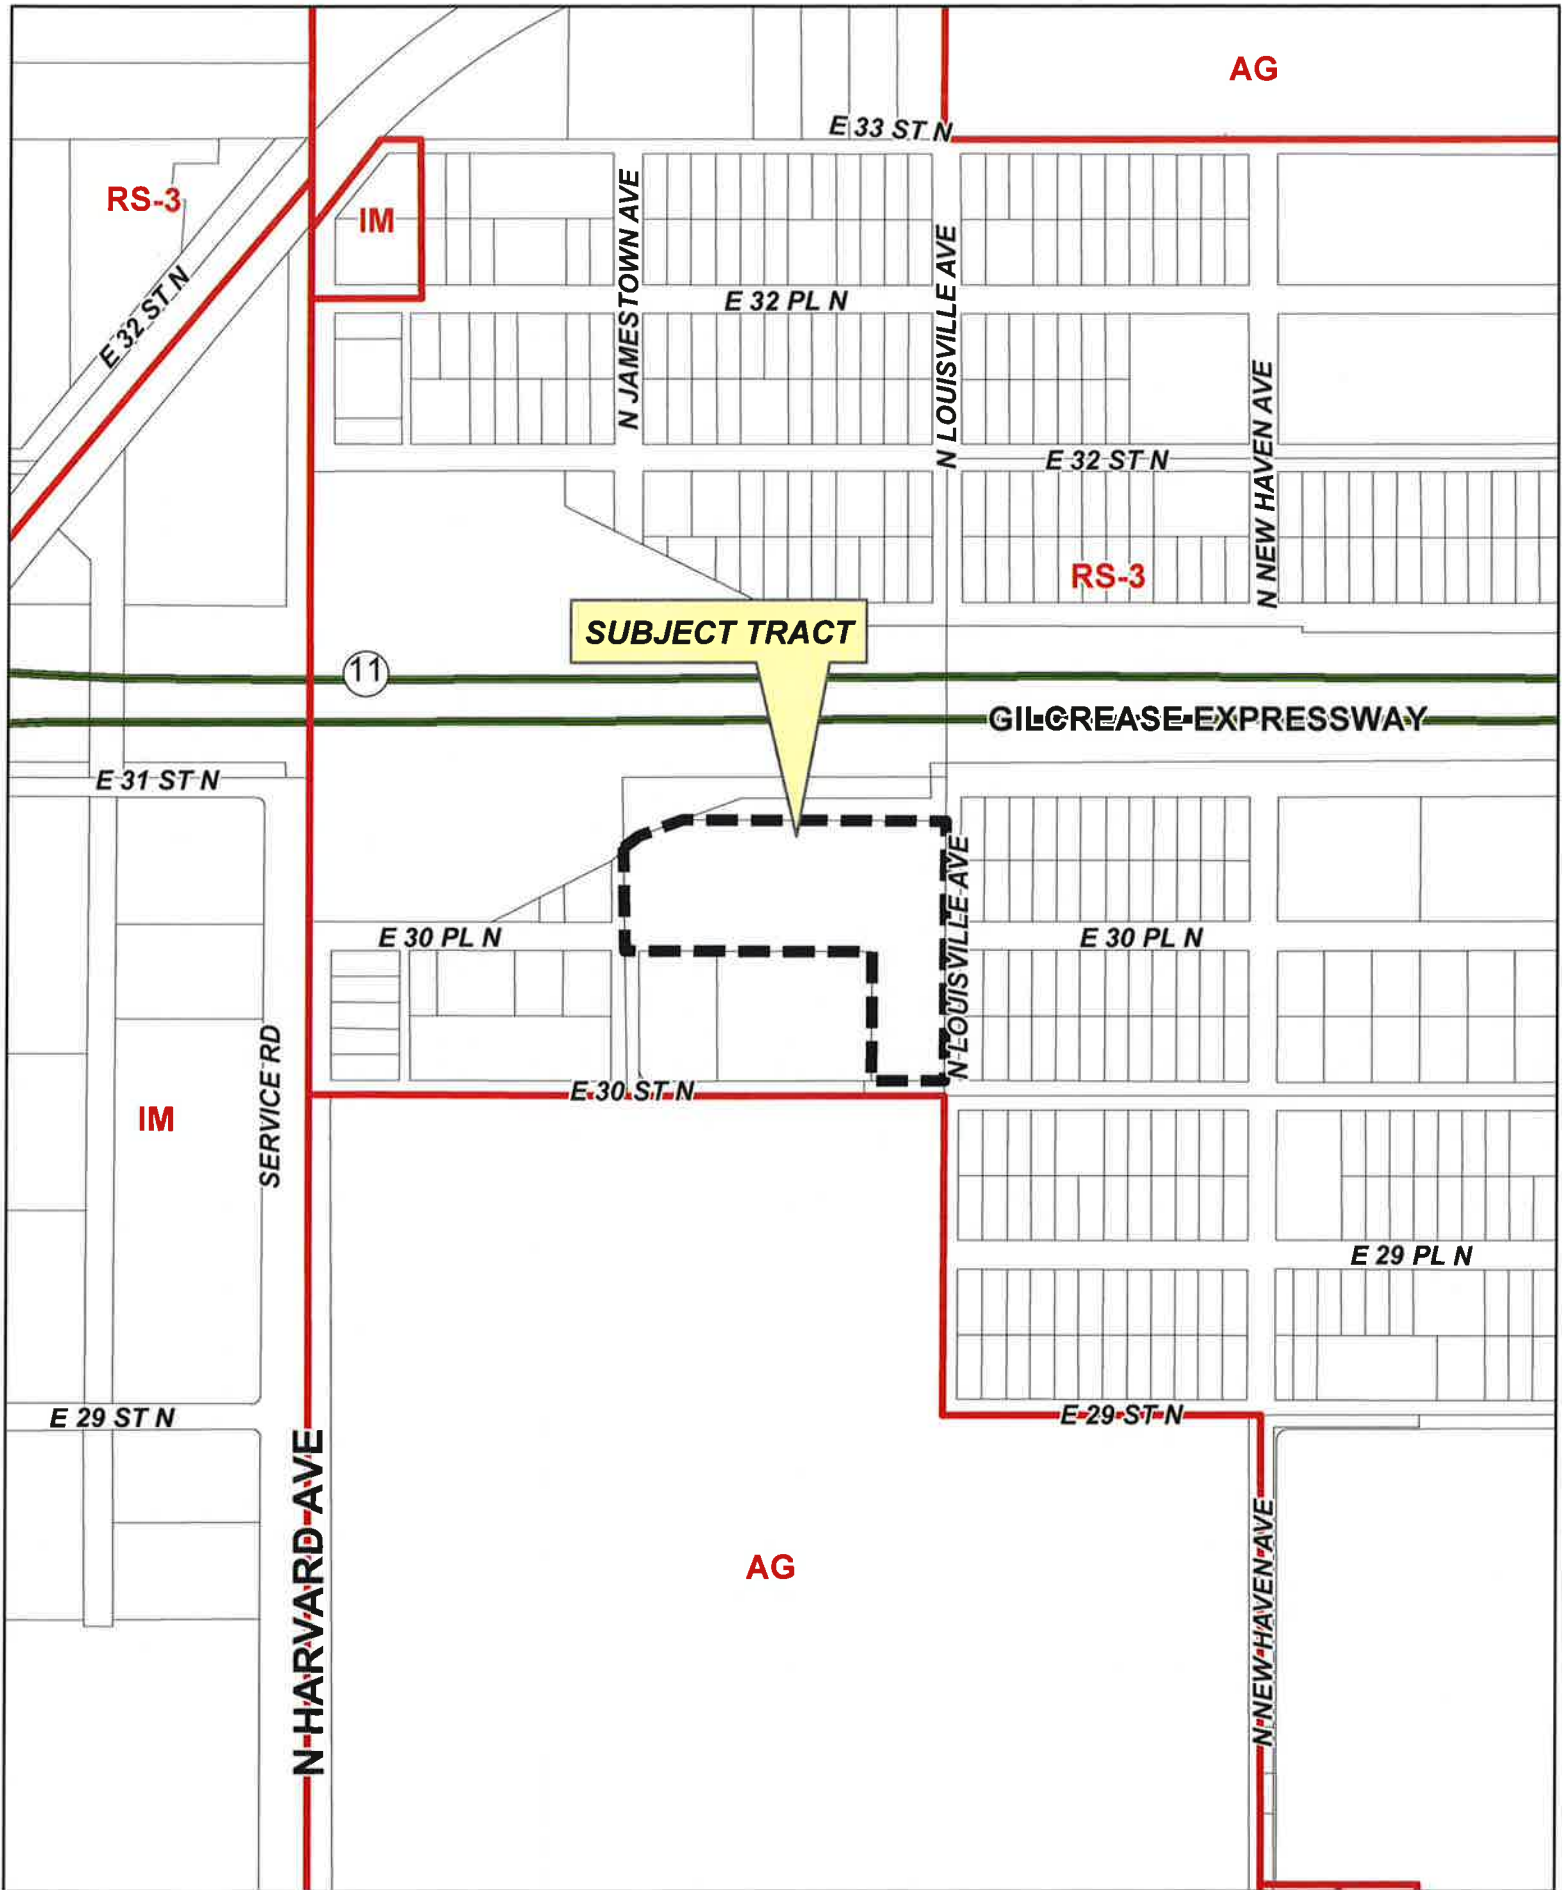 AG
E 33 ST N
RS-3
IM
N JAMESTOWN AVE
N LOUISVILLE AVE
E 32 ST N
E 32 PL N
N NEW HAVEN AVE
E 32 ST N
RS-3
SUBJECT TRACT
11
GILCREASE EXPRESSWAY
E 31 ST N
N LOUISVILLE AVE
E 30 PL N
E 30 PL N
SERVICE RD
E 30 ST N
IM
E 29 PL N
E 29 ST N
E 29 ST N
N HARVARD AVE
N NEW HAVEN AVE
AG